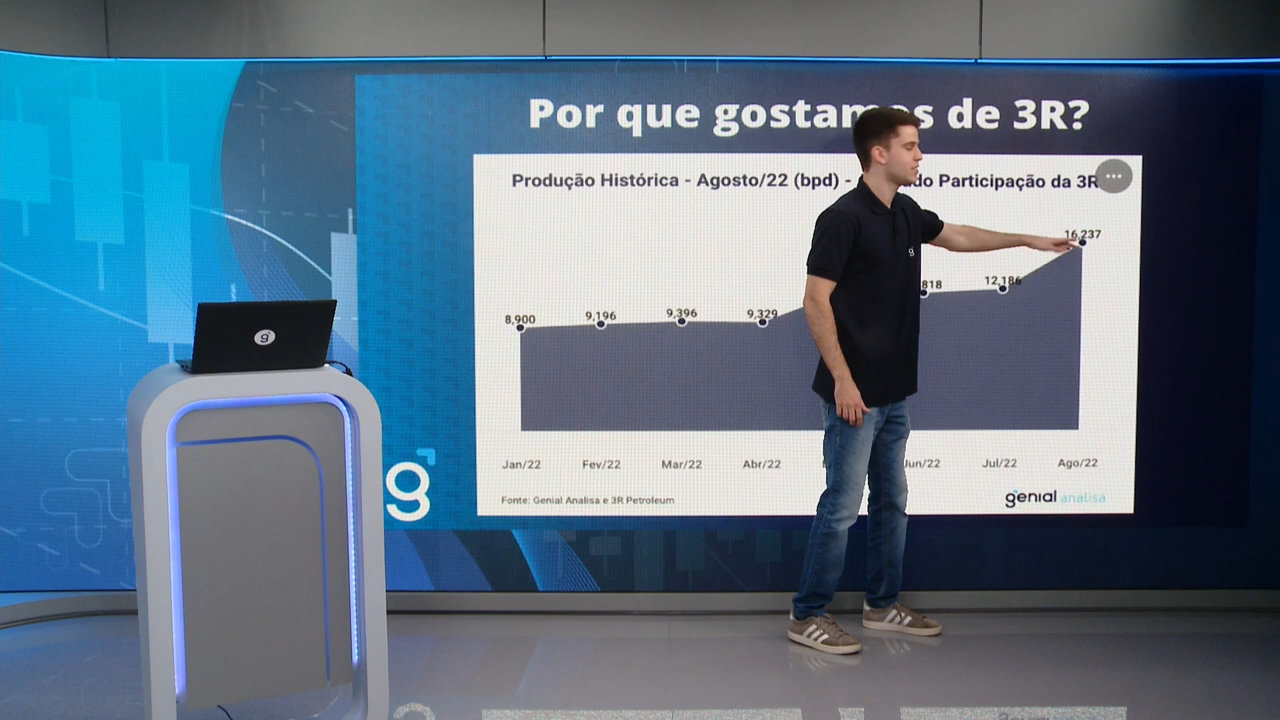 Por que gostamos de 3R?
Produção Histórica - Agosto/22 (bpd) - do Participação da 3R
16,237
818
12,186
8,900
9,196
9,396
9,329
Jan/22
Fev/22
Mar/22
Abr/22
Jun/22
Jul/22
Ago/22
Fonte: Genial Analisa e 3R Petroleum
genial analisa
g
g
g